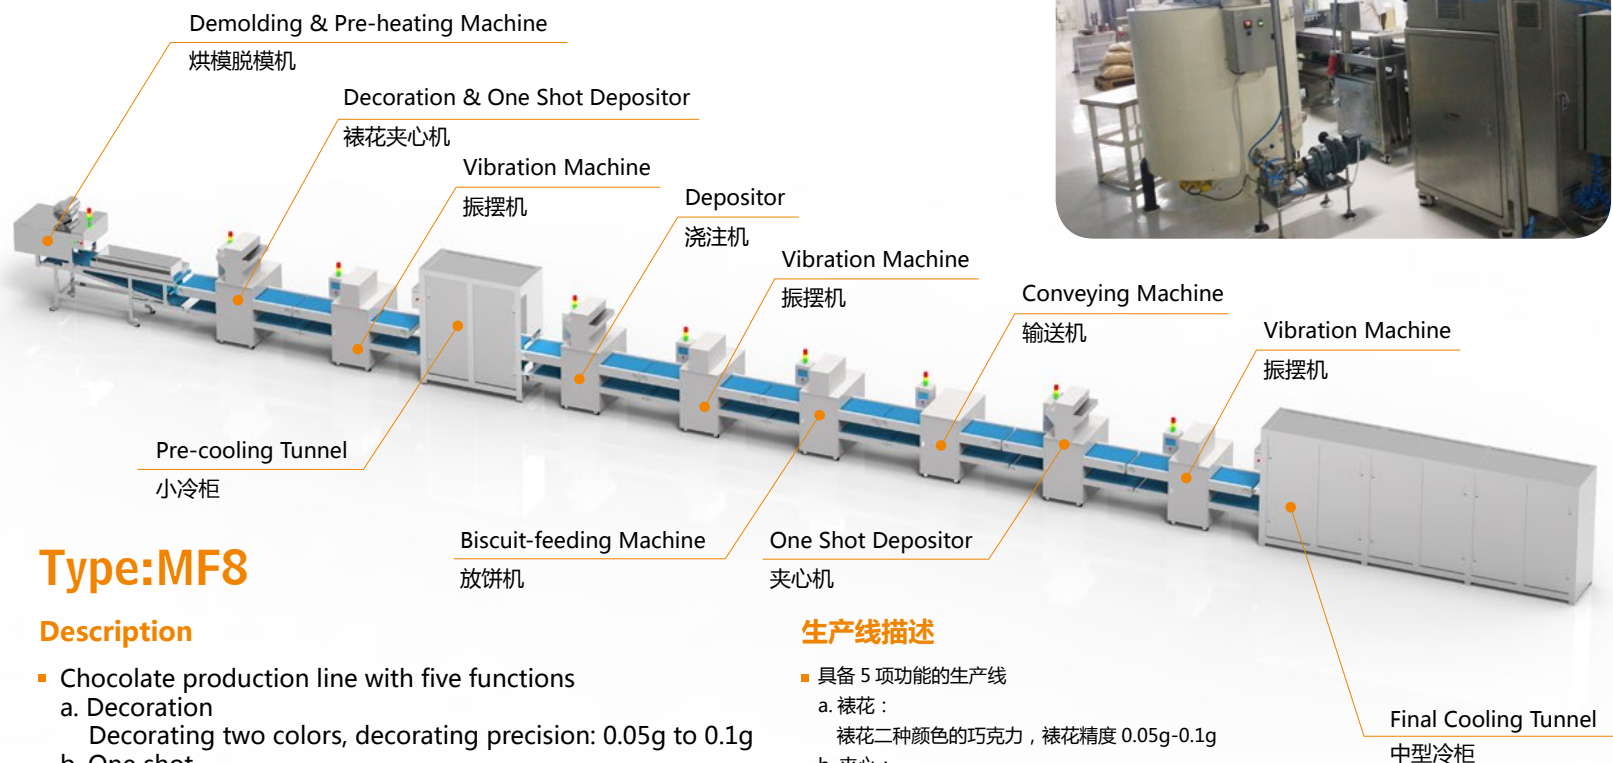 Demolding & Pre-heating Machine
烘模脱模机
Decoration & One Shot Depositor
裱花夹心机
Vibration Machine
振摆机
Depositor
浇注机
Vibration Machine
振摆机
Conveying Machine
输送机
Vibration Machine
振摆机
Pre-cooling Tunnel
小冷柜
Biscuit-feeding Machine
放饼机
One Shot Depositor
夹心机
Final Cooling Tunnel
中型冷柜
Type:MF8
Description
Chocolate production line with five functions
a. Decoration
Decorating two colors, decorating precision: 0.05g to 0.1g
b. One shot
生产线描述
具备 5 项功能的生产线
a. 裱花：
裱花二种颜色的巧克力，裱花精度 0.05g-0.1g
b. 夹心：